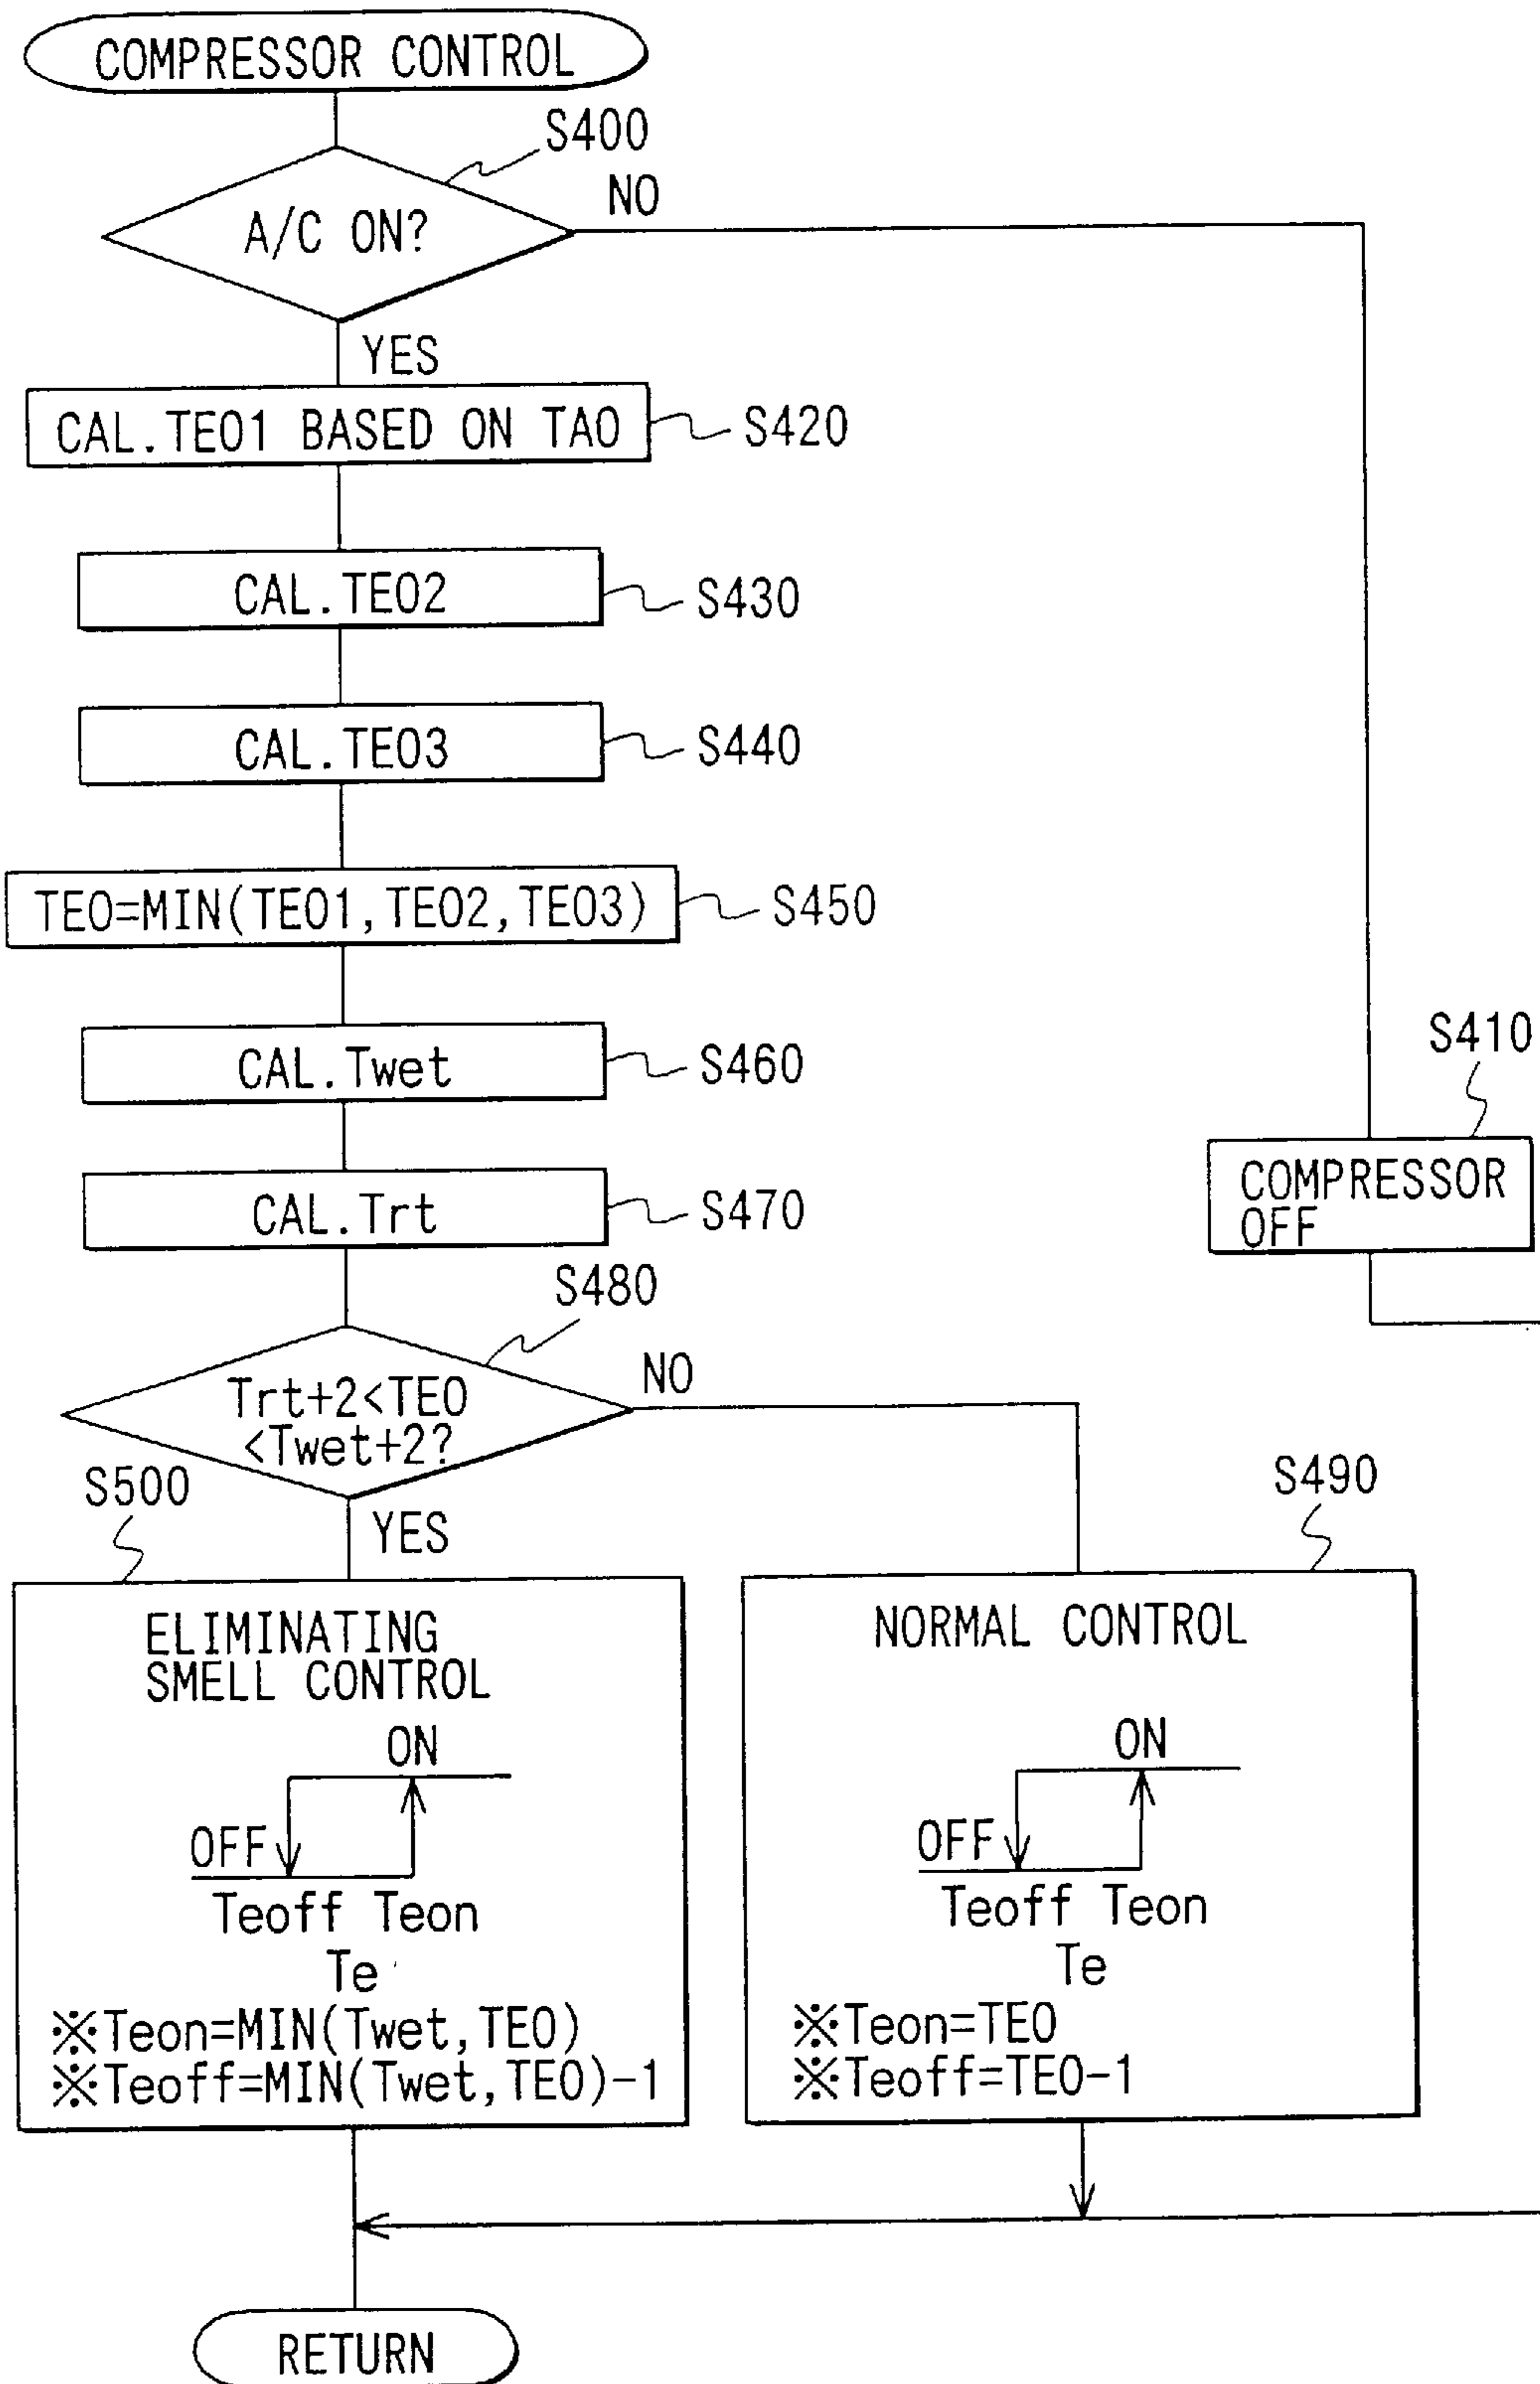 COMPRESSOR CONTROL
S400
NO
A/C ON?
YES
CAL.TEO1 BASED ON TAO
S420
CAL.TEO2
S430
CAL.TEO3
S440
TEO=MIN(TEO1,TEO2,TEO3)
S450
CAL.Twet
S460
S410
COMPRESSOR
OFF
CAL.Trt
S470
S480
NO
Trt+2<TEO
<Twet+2?
S500
YES
S490
ELIMINATING
SMELL CONTROL
ON
OFF
Teoff Teon
Te
※Teon=MIN(Twet,TEO)
※Teoff=MIN(Twet,TEO)-1
NORMAL CONTROL
ON
OFF
Teoff Teon
Te
※Teon=TEO
※Teoff=TEO-1
RETURN